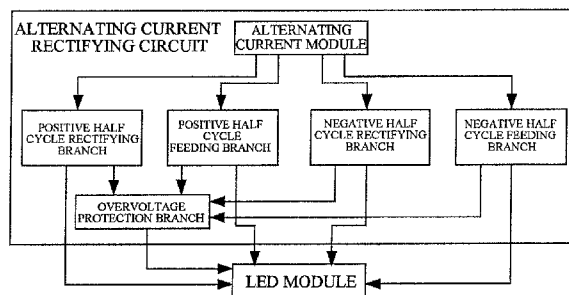 ALTERNATING CURRENT
RECTIFYING CIRCUIT
ALTERNATING
CURRENT MODULE
POSITIVE HALF
CYCLE RECTIFYING
BRANCH
POSITIVE HALF
CYCLE
FEEDING BRANCH
NEGATIVE HALF
CYCLE RECTIFYING
BRANCH
NEGATIVE HALF
CYCLE FEEDING
BRANCH
OVERVOLTAGE
PROTECTION BRANCH
LED MODULE